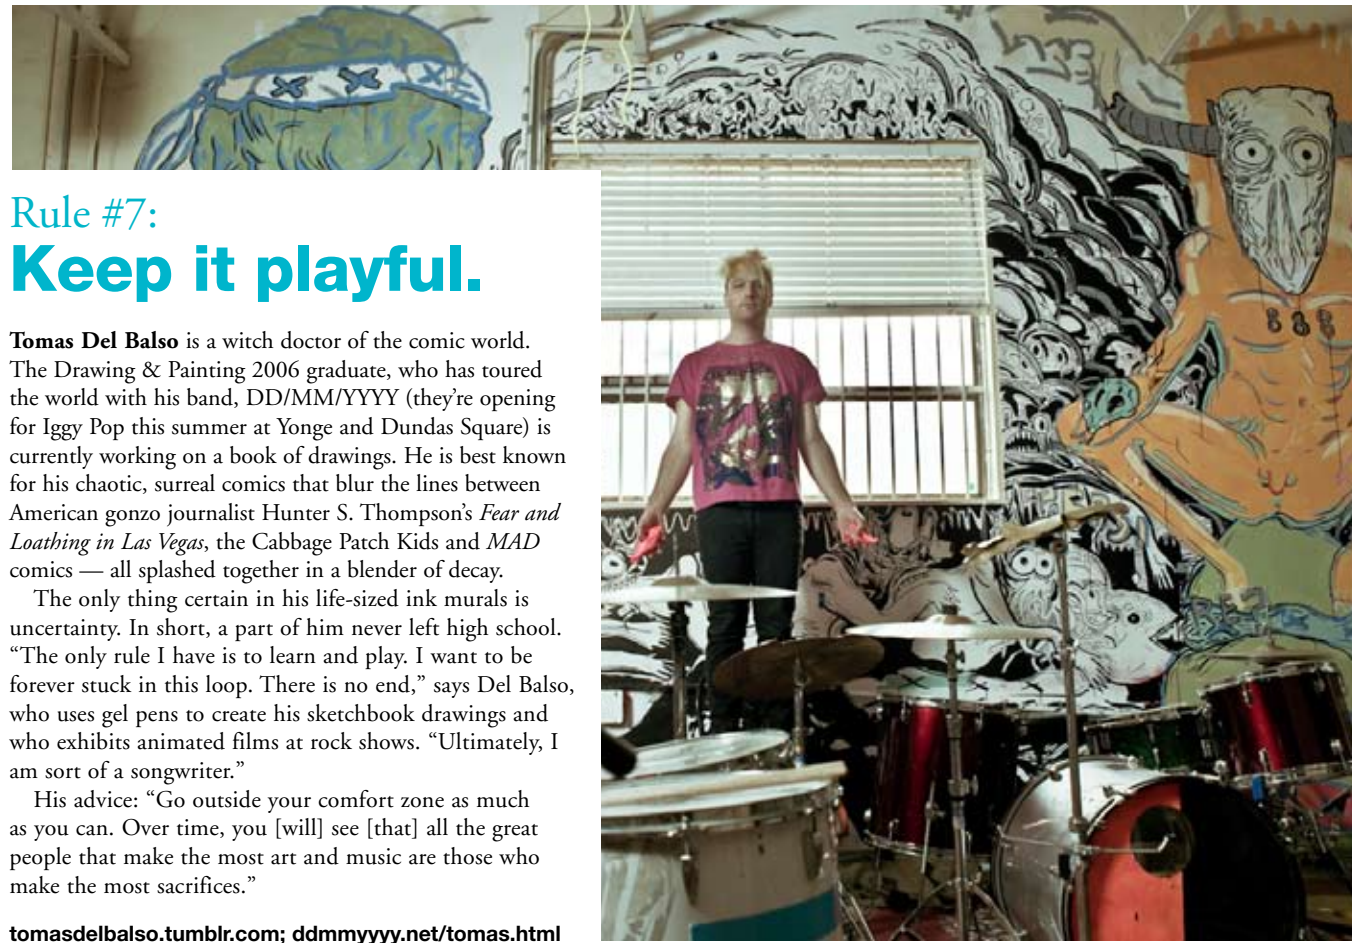 Rule #7:
Keep it playful.
Tomas Del Balso is a witch doctor of the comic world.
The Drawing & Painting 2006 graduate, who has toured
the world with his band, DD/MM/YYYY (they’re opening
for Iggy Pop this summer at Yonge and Dundas Square) is
currently working on a book of drawings. He is best known
for his chaotic, surreal comics that blur the lines between
American gonzo journalist Hunter S. Thompson’s Fear and
Loathing in Las Vegas, the Cabbage Patch Kids and MAD
comics — all splashed together in a blender of decay.
The only thing certain in his life-sized ink murals is
uncertainty. In short, a part of him never left high school.
“The only rule I have is to learn and play. I want to be
forever stuck in this loop. There is no end,” says Del Balso,
who uses gel pens to create his sketchbook drawings and
who exhibits animated films at rock shows. “Ultimately, I
am sort of a songwriter.”
His advice: “Go outside your comfort zone as much
as you can. Over time, you [will] see [that] all the great
people that make the most art and music are those who
make the most sacrifices.”
tomasdelbalso.tumblr.com; ddmmyyyy.net/tomas.html